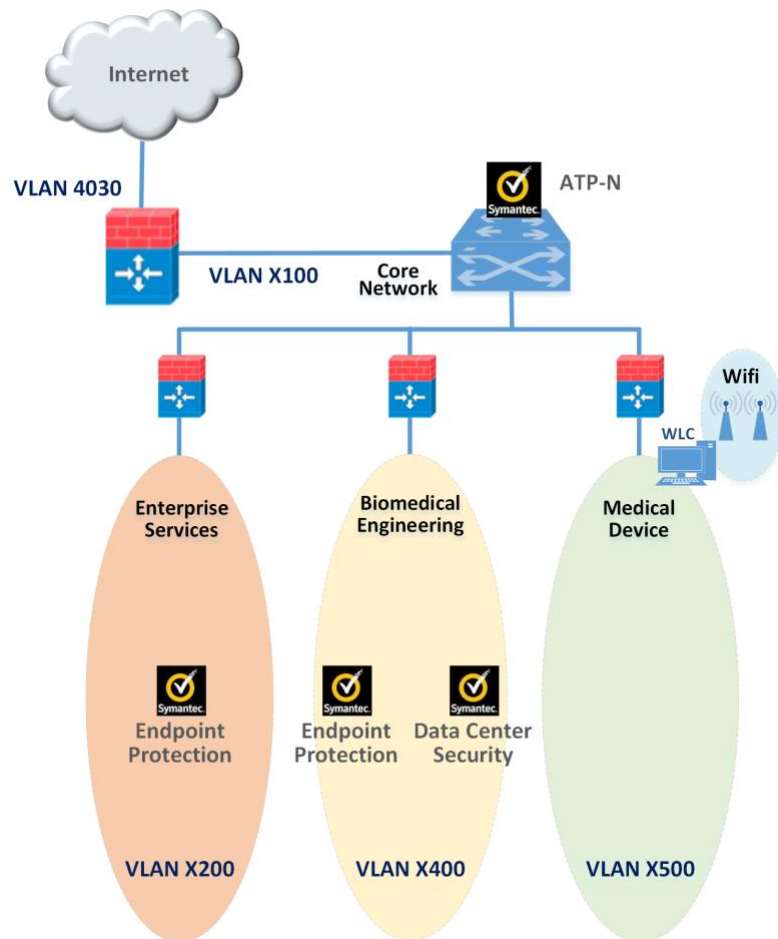 Internet
VLAN 4030
Symantec.
ATP-N
VLAN X100
Core
Network
Wifi
WLC
Enterprise
Services
Biomedical
Engineering
Medical
Device
Symantec.
Endpoint
Protection
Symantec.
Endpoint
Protection
Symantec.
Data Center
Security
VLAN X200
VLAN X400
VLAN X500